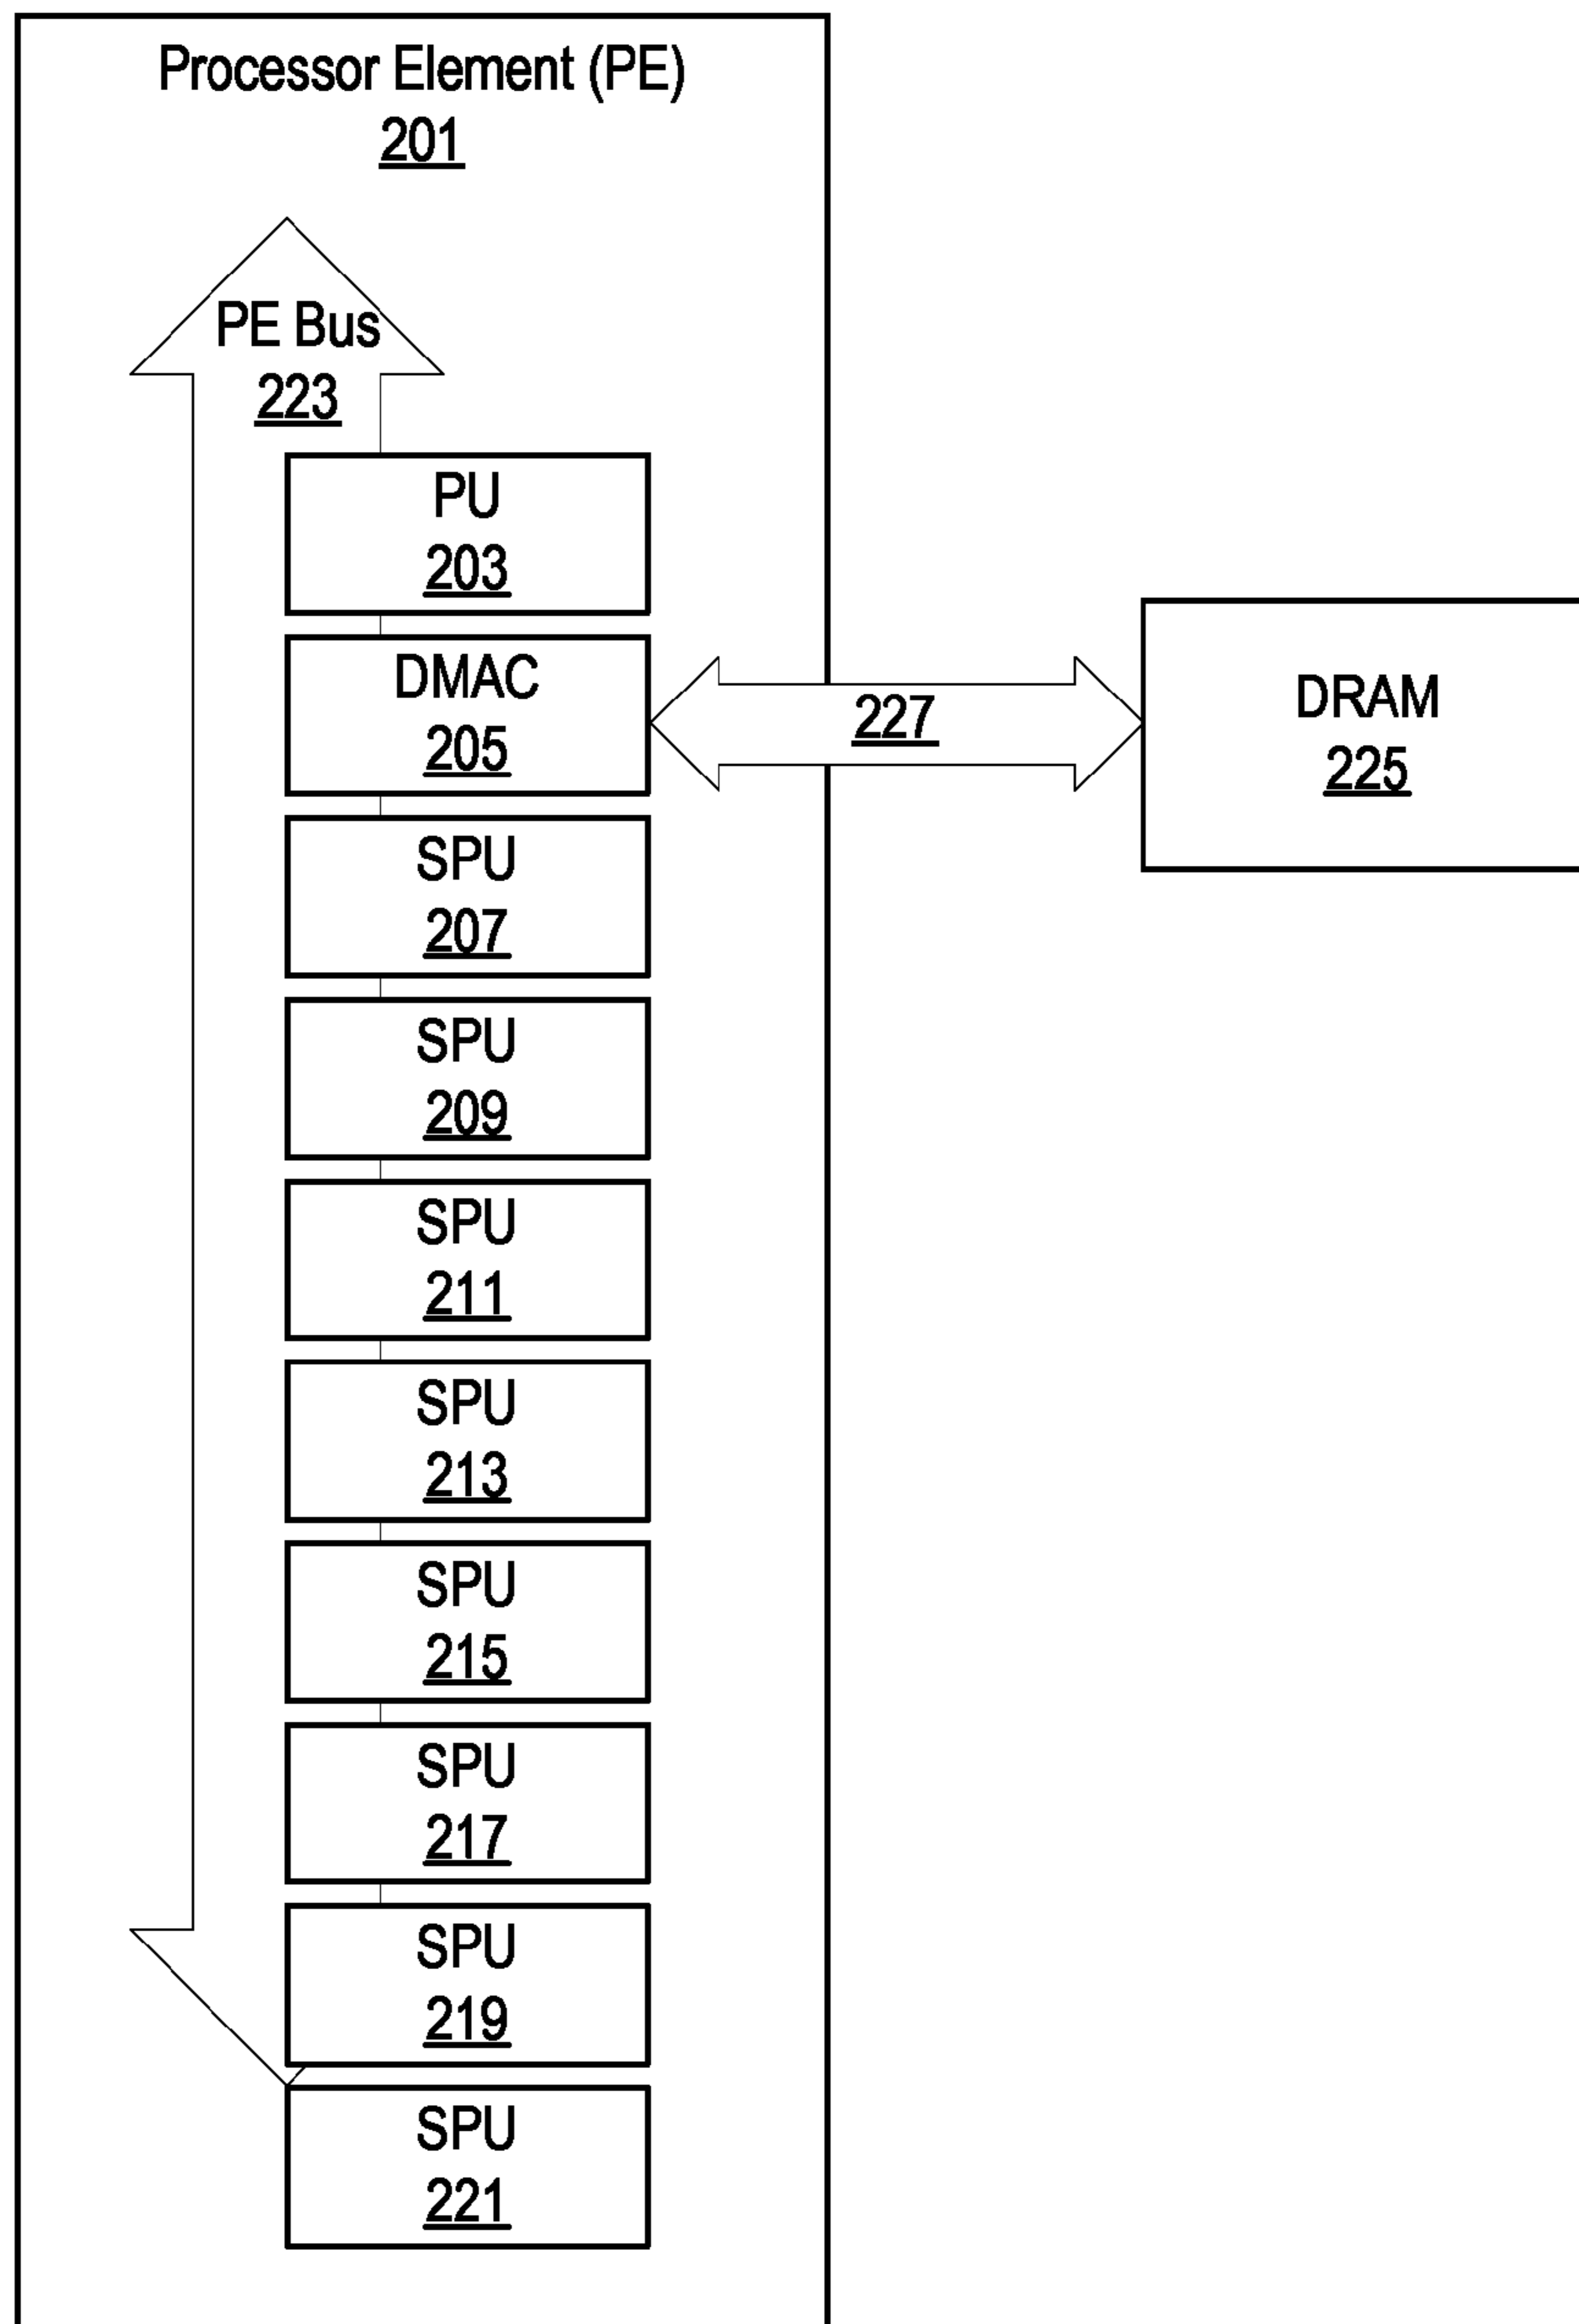 Processor Element (PE)
201
PE Bus
223
PU
203
DMAC
205
227
DRAM
225
SPU
207
SPU
209
SPU
211
SPU
213
SPU
215
SPU
217
SPU
219
SPU
221